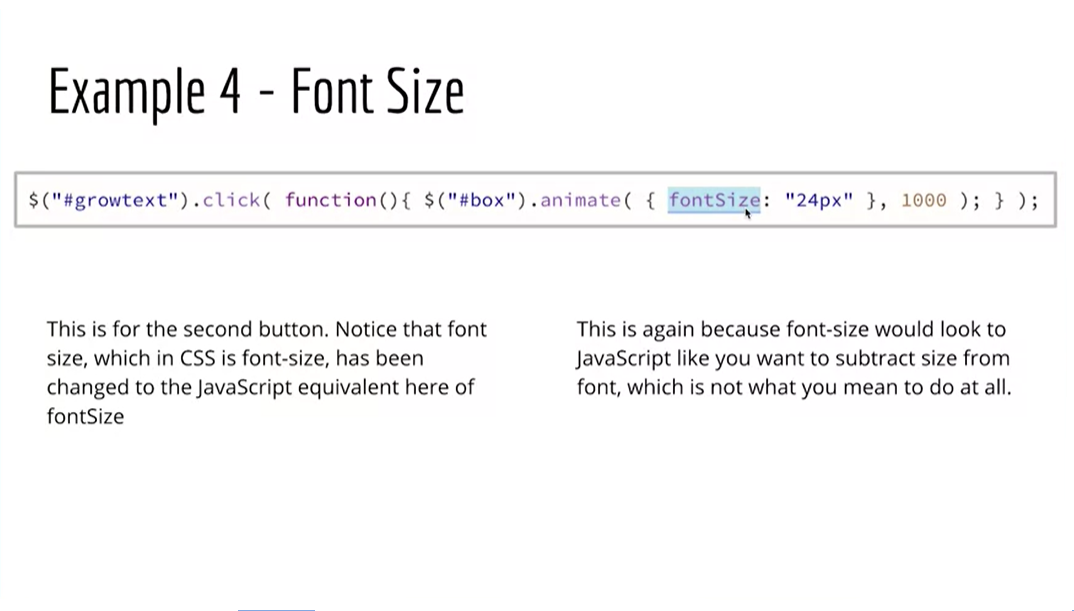 Example 4 - Font Size
$("#growtext").click( function(){ $("#box").animate( { fontSize: "24px" }, 1000 ); } );
This is for the second button. Notice that font
size, which in CSS is font-size, has been
changed to the JavaScript equivalent here of
fontSize
This is again because font-size would look to
JavaScript like you want to subtract size from
font, which is not what you mean to do at all.